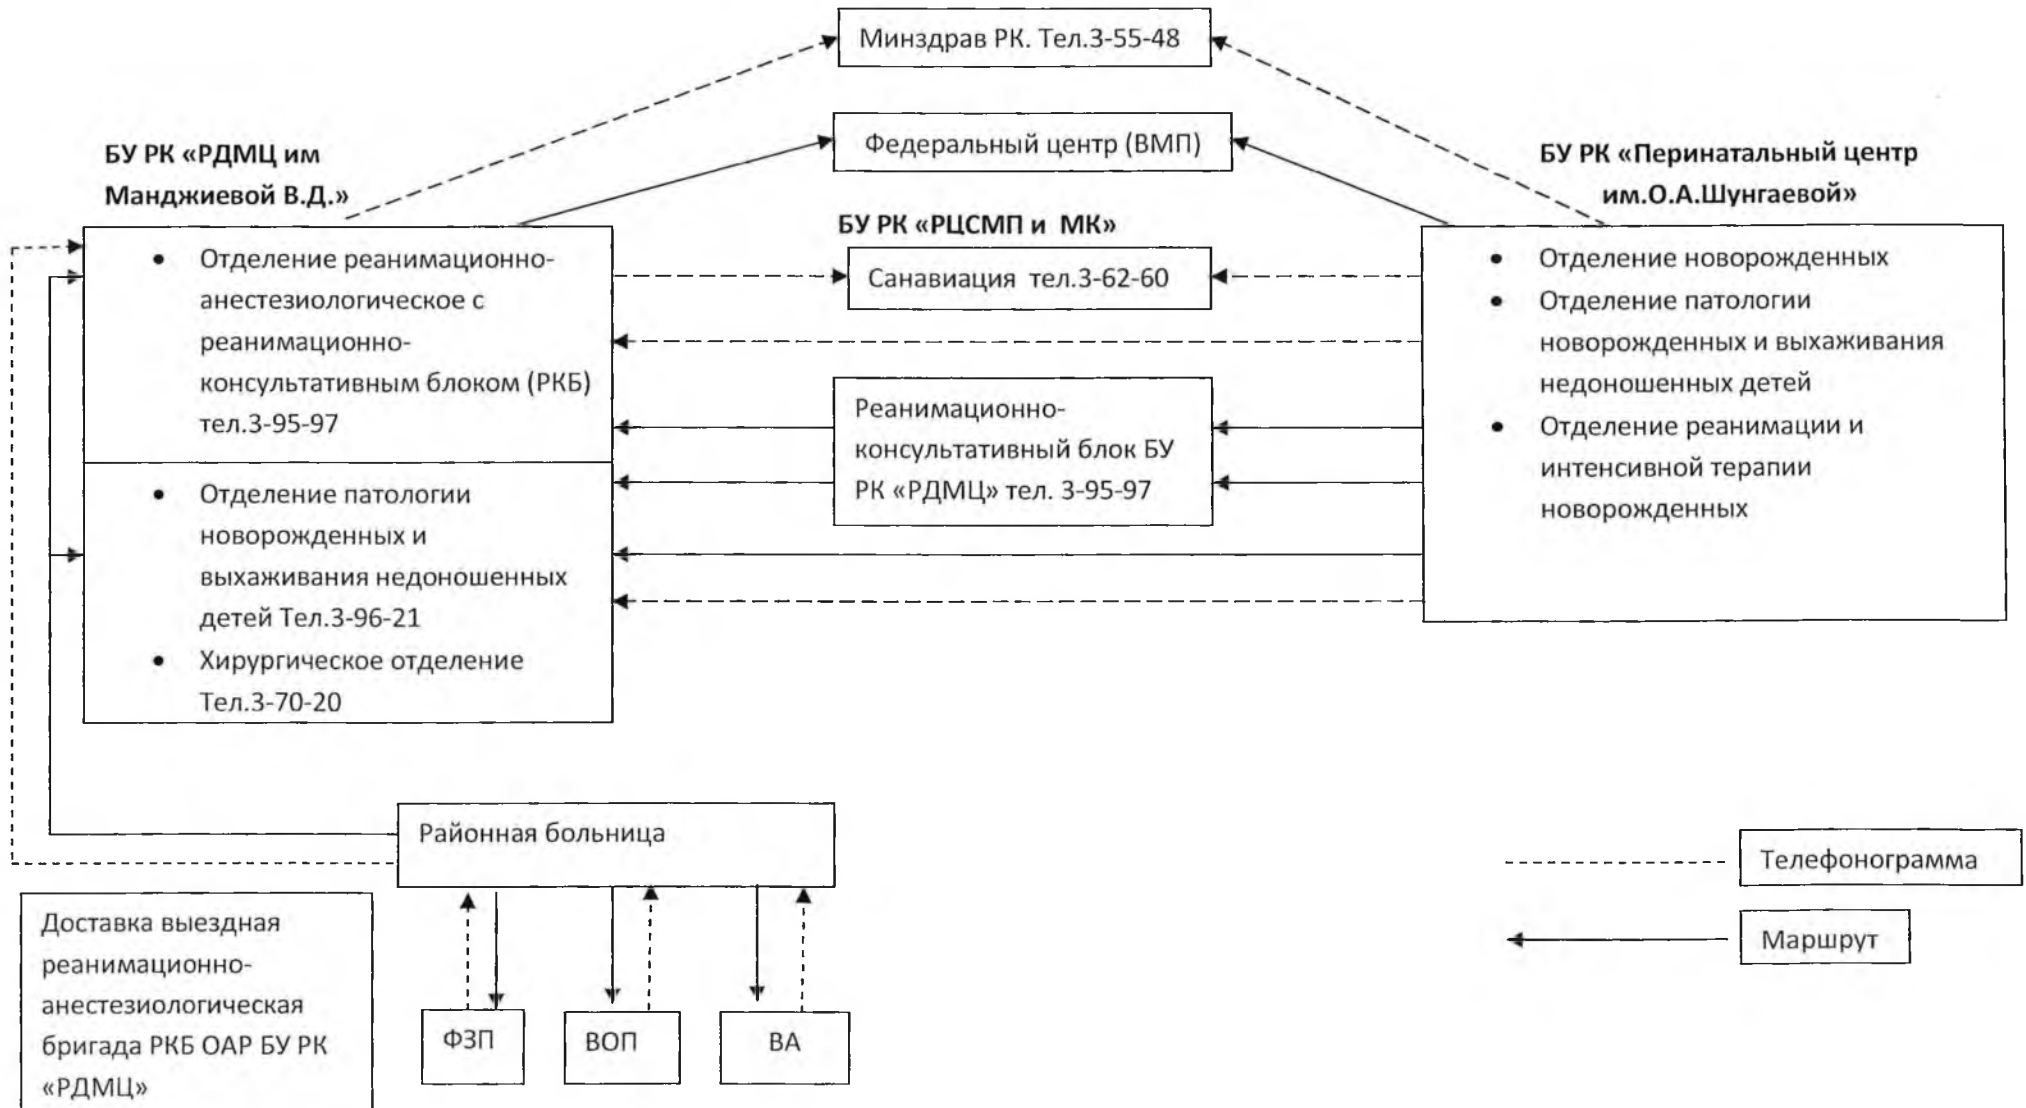 Минздрав РК. Тел.3-55-48
Федеральный центр (ВМП)
БУ РК «РДМЦ им
Манджиевой В.Д.»
БУ РК «Перинатальный центр
им.О.А.Шунгаевой»
БУ РК «РЦСМП и МК»
Санавиация тел.3-62-60
• Отделение реанимационно-
анестезиологическое с
реанимационно-
консультативным блоком (РКБ)
тел.3-95-97
• Отделение патологии
новорожденных и
выхаживания недоношенных
детей Тел.3-96-21
• Хирургическое отделение
Тел.3-70-20
Реанимационно-
консультативный блок БУ
РК «РДМЦ» тел. 3-95-97
• Отделение новорожденных
• Отделение патологии
новорожденных и выхаживания
недоношенных детей
• Отделение реанимации и
интенсивной терапии
новорожденных
Районная больница
Доставка выездная
реанимационно-
анестезиологическая
бригада РКБ ОАР БУ РК
«РДМЦ»
ФЗП
ВОП
ВА
Телефонограмма
Маршрут